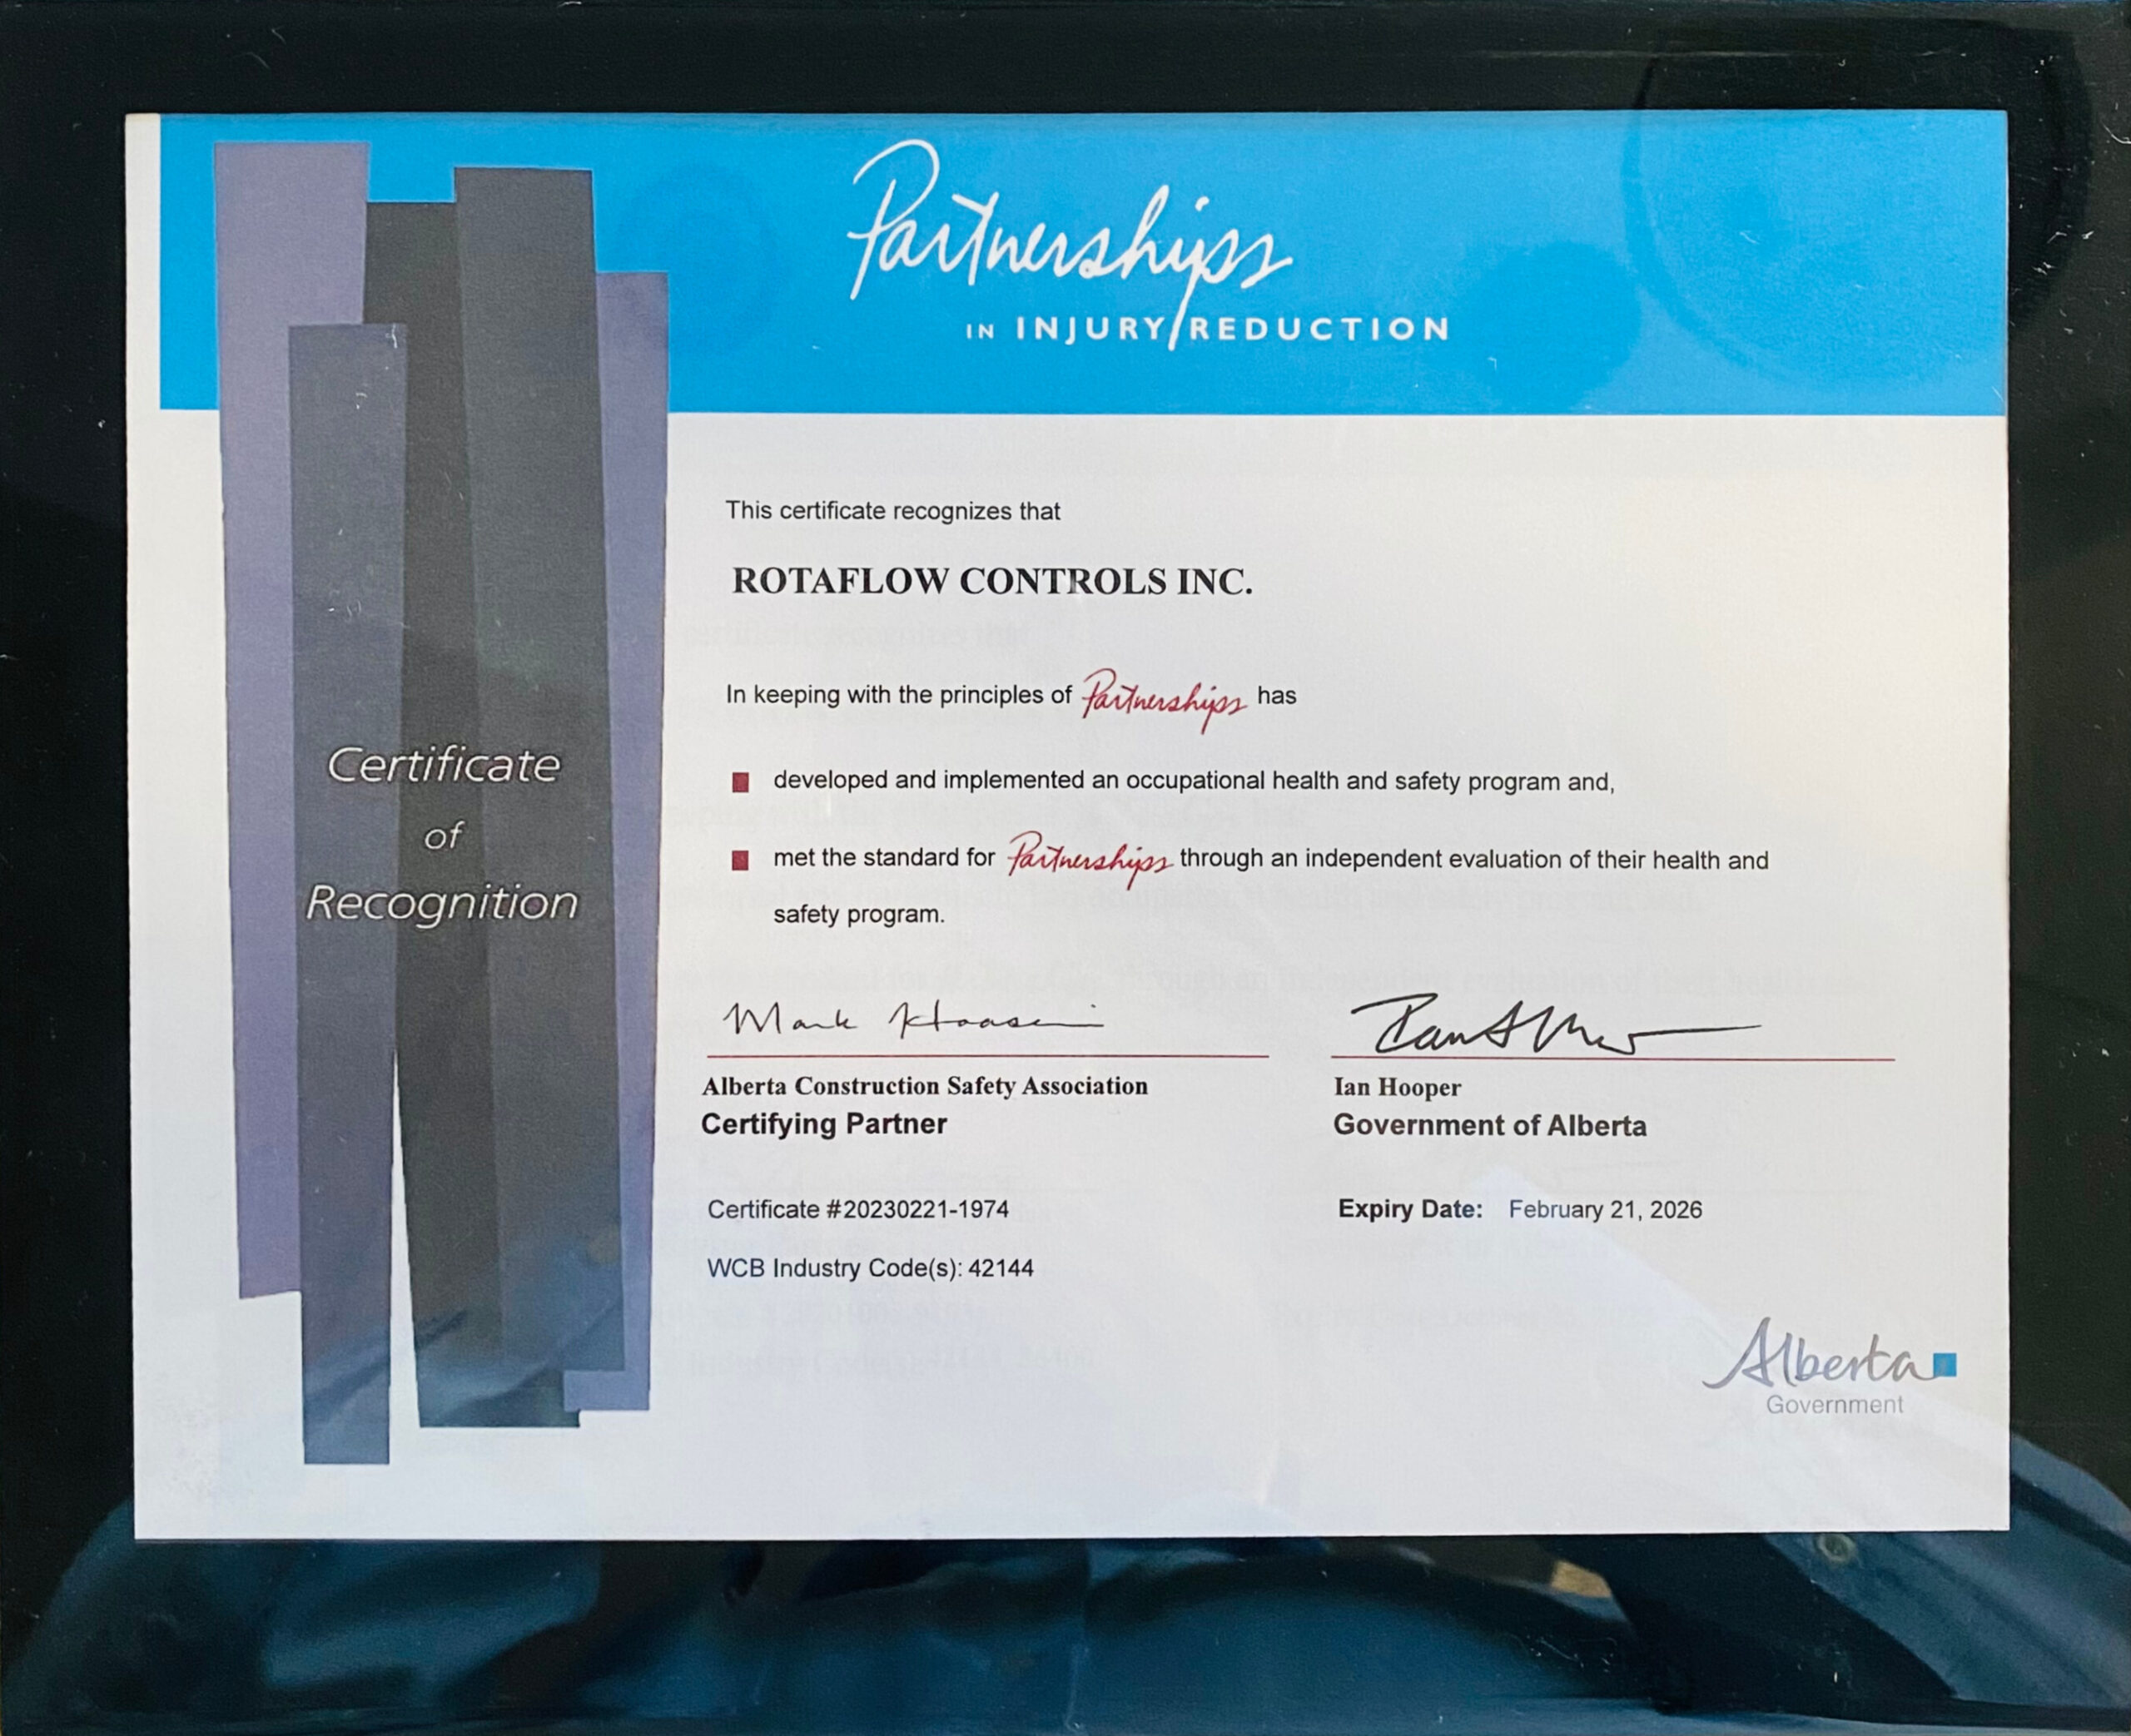 Partnerships
IN INJURY REDUCTION
Certificate
of
Recognition
This certificate recognizes that
ROTAFLOW CONTROLS INC.
In keeping with the principles of Partnerships has
developed and implemented an occupational health and safety program and,
met the standard for Partnerships through an independent evaluation of their health and
safety program.
Mark
Alberta Construction Safety Association
Certifying Partner
Ian Hooper
Government of Alberta
Certificate #20230221-1974
Expiry Date: February 21, 2026
WCB Industry Code(s): 42144
Alberta
Government